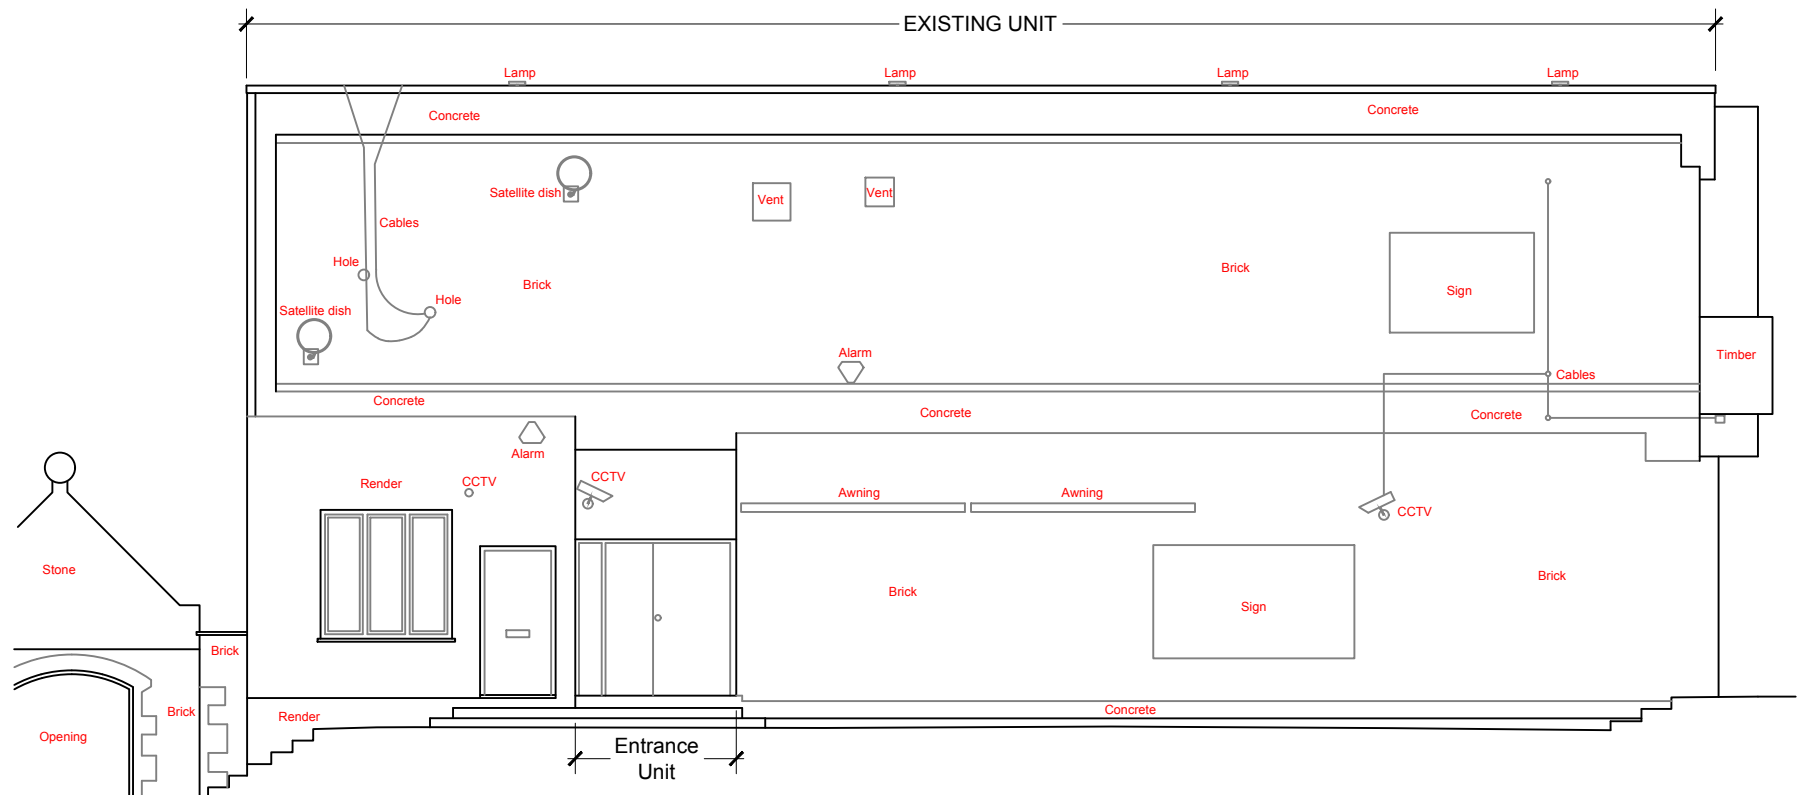 EXISTING UNIT
Lamp
Lamp
Lamp
Lamp
Concrete
Concrete
Satellite dish
Vent
Vent
Cables
Hole
Brick
Brick
Sign
Hole
Satellite dish
Alarm
Timber
Cables
Concrete
Concrete
Concrete
Alarm
Render
CCTV
CCTV
Awning
Awning
CCTV
Stone
Brick
Brick
Sign
Brick
Brick
Render
Concrete
Opening
Entrance
Unit